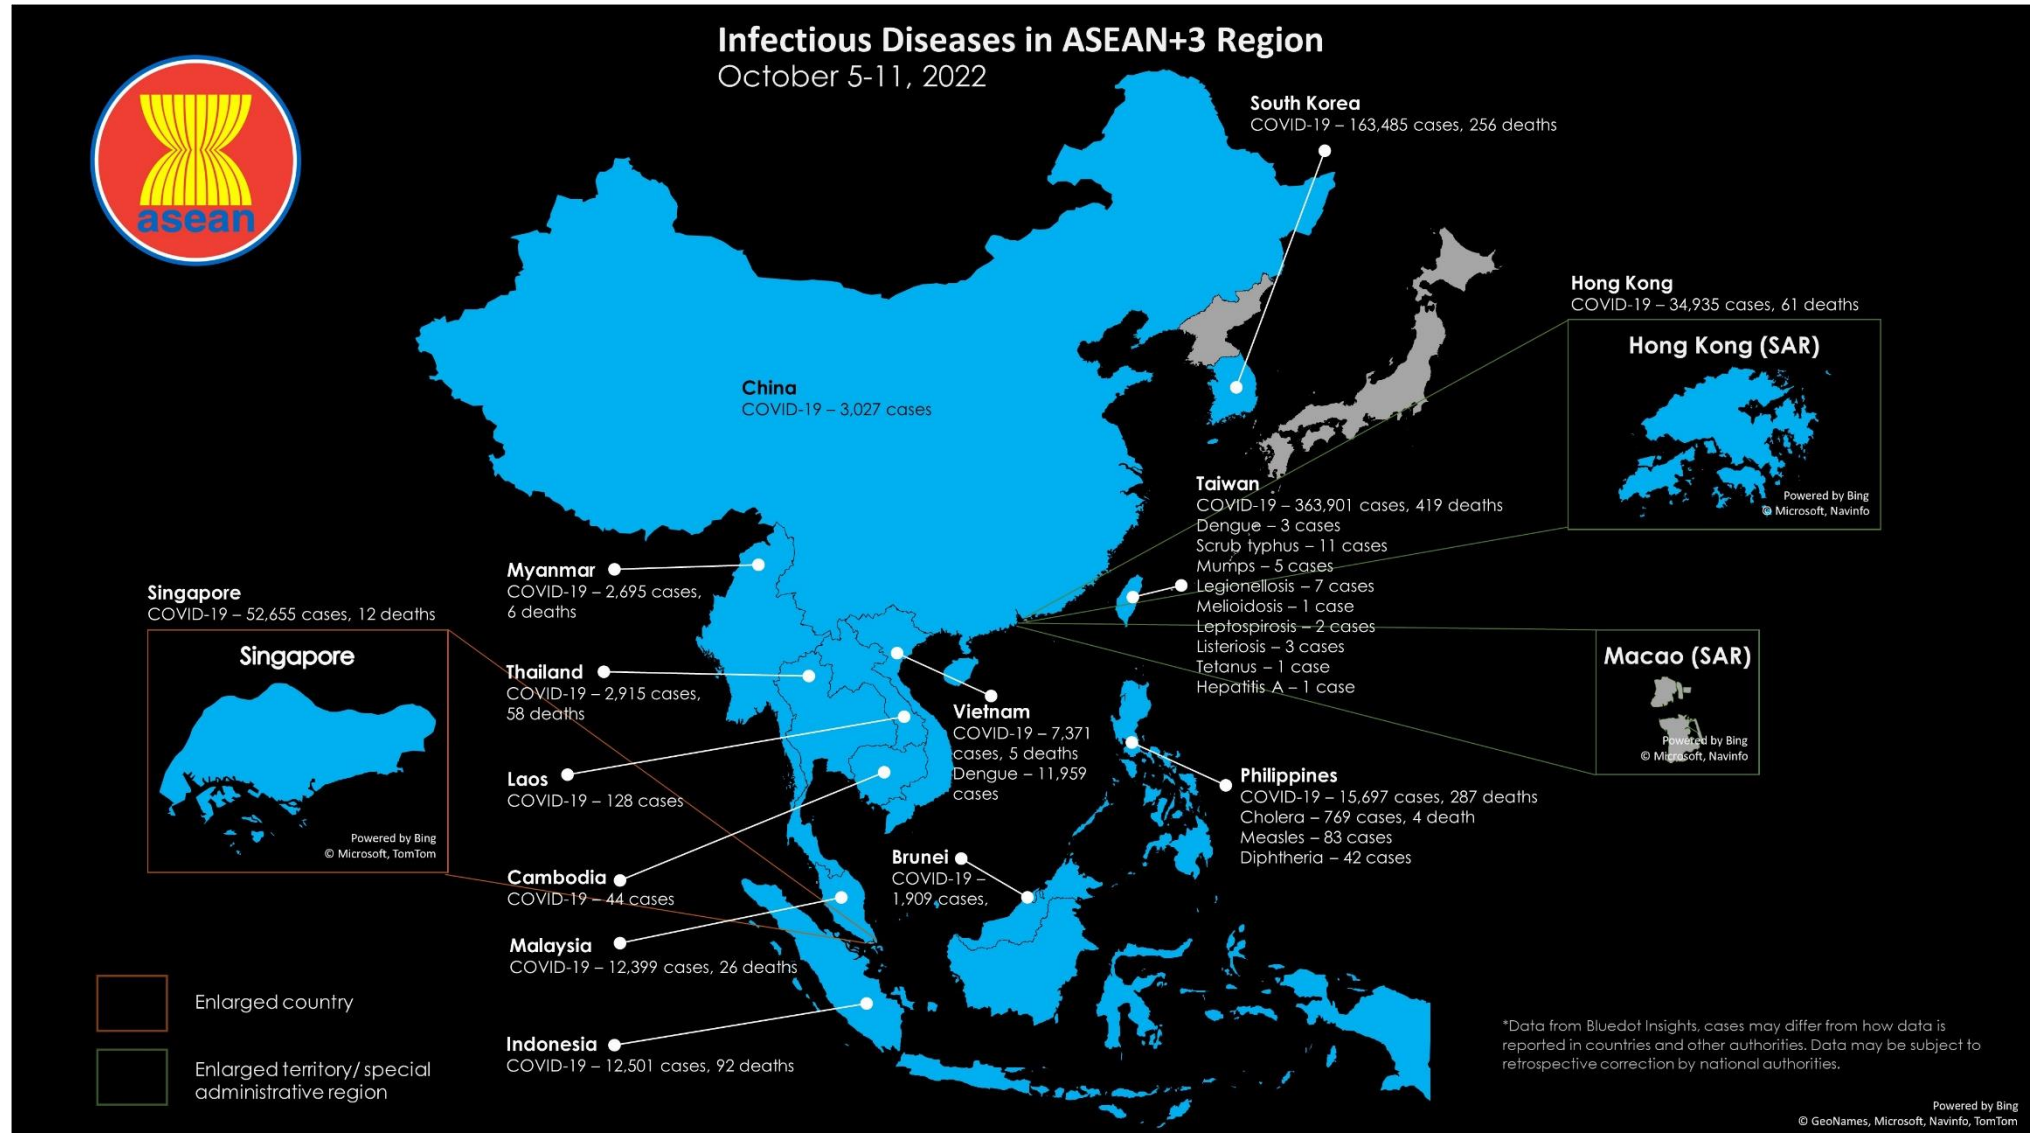 Infectious Diseases in ASEAN+3 Region
October 5-11, 2022
asean
South Korea
COVID-19 – 163,485 cases, 256 deaths
Hong Kong
COVID-19 – 34,935 cases, 61 deaths
Hong Kong (SAR)
Powered by Bing
© Microsoft, Navinfo
China
COVID-19 – 3,027 cases
Taiwan
COVID-19 – 363,901 cases, 419 deaths
Dengue – 3 cases
Scrub typhus – 11 cases
Mumps – 5 cases
Legionellosis – 7 cases
Melioidosis – 1 case
Leptospirosis – 2 cases
Listeriosis – 3 cases
Tetanus – 1 case
Hepatitis A – 1 case
Macao (SAR)
Powered by Bing
© Microsoft, Navinfo
Myanmar
COVID-19 – 2,695 cases,
6 deaths
Singapore
COVID-19 – 52,655 cases, 12 deaths
Singapore
Powered by Bing
© Microsoft, TomTom
Thailand
COVID-19 – 2,915 cases,
58 deaths
Vietnam
COVID-19 – 7,371
cases, 5 deaths
Dengue – 11,959
cases
Laos
COVID-19 – 128 cases
Philippines
COVID-19 – 15,697 cases, 287 deaths
Cholera – 769 cases, 4 death
Measles – 83 cases
Diphtheria – 42 cases
Cambodia
COVID-19 – 44 cases
Brunei
COVID-19 –
1,909 cases,
Malaysia
COVID-19 – 12,399 cases, 26 deaths
Indonesia
COVID-19 – 12,501 cases, 92 deaths
Enlarged country
Enlarged territory/ special
administrative region
*Data from Bluedot Insights, cases may differ from how data is
reported in countries and other authorities. Data may be subject to
retrospective correction by national authorities.
Powered by Bing
© GeoNames, Microsoft, Navinfo, TomTom